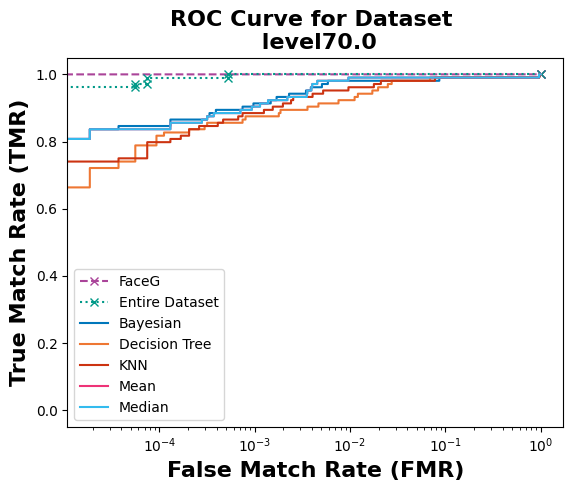 ROC Curve for Dataset
level70.0
True Match Rate (TMR)
1.0
0.8
0.6
0.4
0.2
0.0
FaceG
Entire Dataset
Bayesian
Decision Tree
KNN
Mean
Median
10⁻⁴
10⁻³
10⁻²
10⁻¹
10⁰
False Match Rate (FMR)